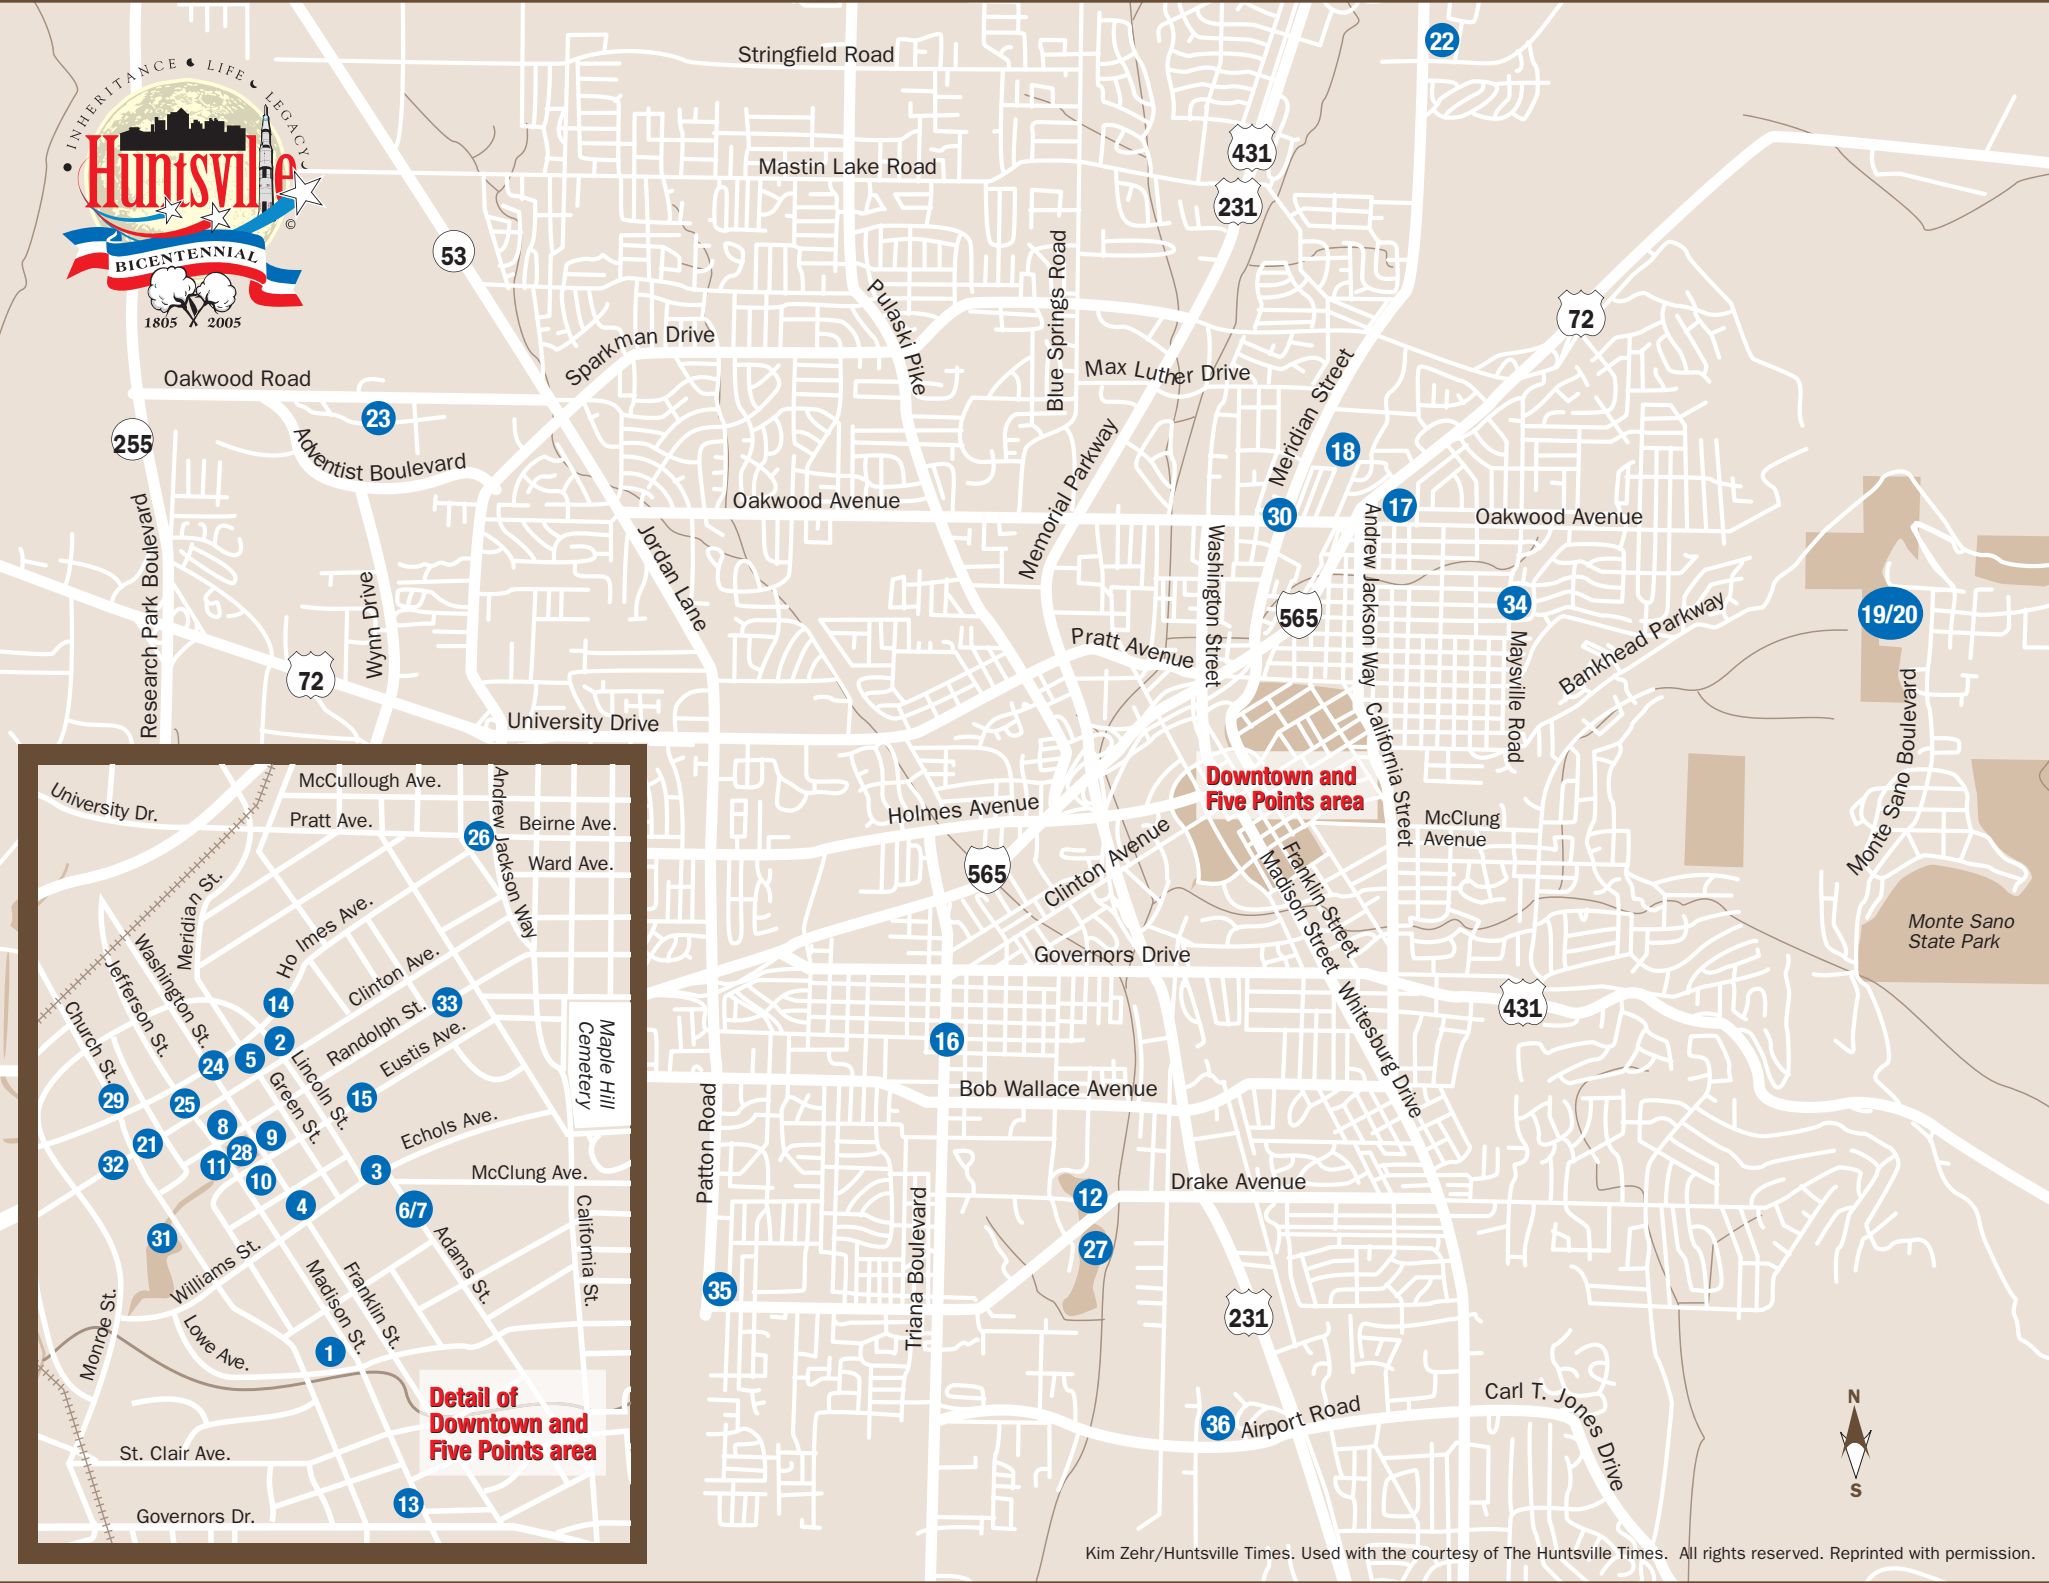 INHERITANCE LIFE LEGACY
Huntsville
©
BICENTENNIAL
1805 2005
Stringfield Road
22
431
Mastin Lake Road
231
53
Blue Springs Road
Pulaski Pike
72
Sparkman Drive
Max Luther Drive
Meridian Street
Oakwood Road
23
255
Adventist Boulevard
Memorial Parkway
18
Oakwood Avenue
30
17
Oakwood Avenue
Research Park Boulevard
Jordan Lane
Washington Street
Andrew Jackson Way
Wynn Drive
565
34
19/20
Pratt Avenue
Maysville Road
Bankhead Parkway
72
University Drive
California Street
Monte Sano Boulevard
Downtown and
Five Points area
Holmes Avenue
McClung
Avenue
565
Clinton Avenue
Franklin Street
Madison Street
Monte Sano
State Park
Governors Drive
431
16
Whitesburg Drive
Bob Wallace Avenue
Patton Road
12
Drake Avenue
27
Triana Boulevard
35
231
36
Airport Road
Carl T. Jones Drive
N
S
McCullough Ave.
University Dr.
Pratt Ave.
26
Andrew Jackson Way
Beirne Ave.
Ward Ave.
Meridian St.
Ho lmes Ave.
Washington St.
Jefferson St.
Clinton Ave.
Church St.
14
33
Randolph St.
Maple Hill
Cemetery
2
5
24
Eustis Ave.
Lincoln St.
Green St.
29
25
15
8
9
Echols Ave.
21
28
32
11
3
McClung Ave.
10
4
6/7
31
Williams St.
Adams St.
California St.
Madison St.
Franklin St.
Monroe St.
Lowe Ave.
1
Detail of
Downtown and
Five Points area
St. Clair Ave.
13
Governors Dr.
Kim Zehr/Huntsville Times. Used with the courtesy of The Huntsville Times. All rights reserved. Reprinted with permission.